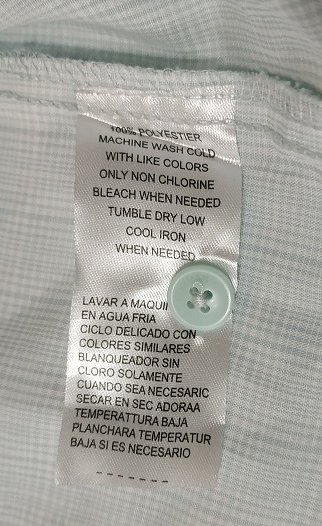 100% POLYESTIER
MACHINE WASH COLD
WITH LIKE COLORS
ONLY NON CHLORINE
BLEACH WHEN NEEDED
TUMBLE DRY LOW
COOL IRON
WHEN NEEDED
LAVAR A MAQUI
EN AGUA FRIA
CICLO DELICADO CON
COLORES SIMILARES
BLANQUEADOR SIN
CLORO SOLAMENTE
CUANDO SEA NECESARIC
SECAR EN SEC ADORAA
TEMPERATTURA BAJA
PLANCHARA TEMPERATUR
BAJA SI ES NECESARIO